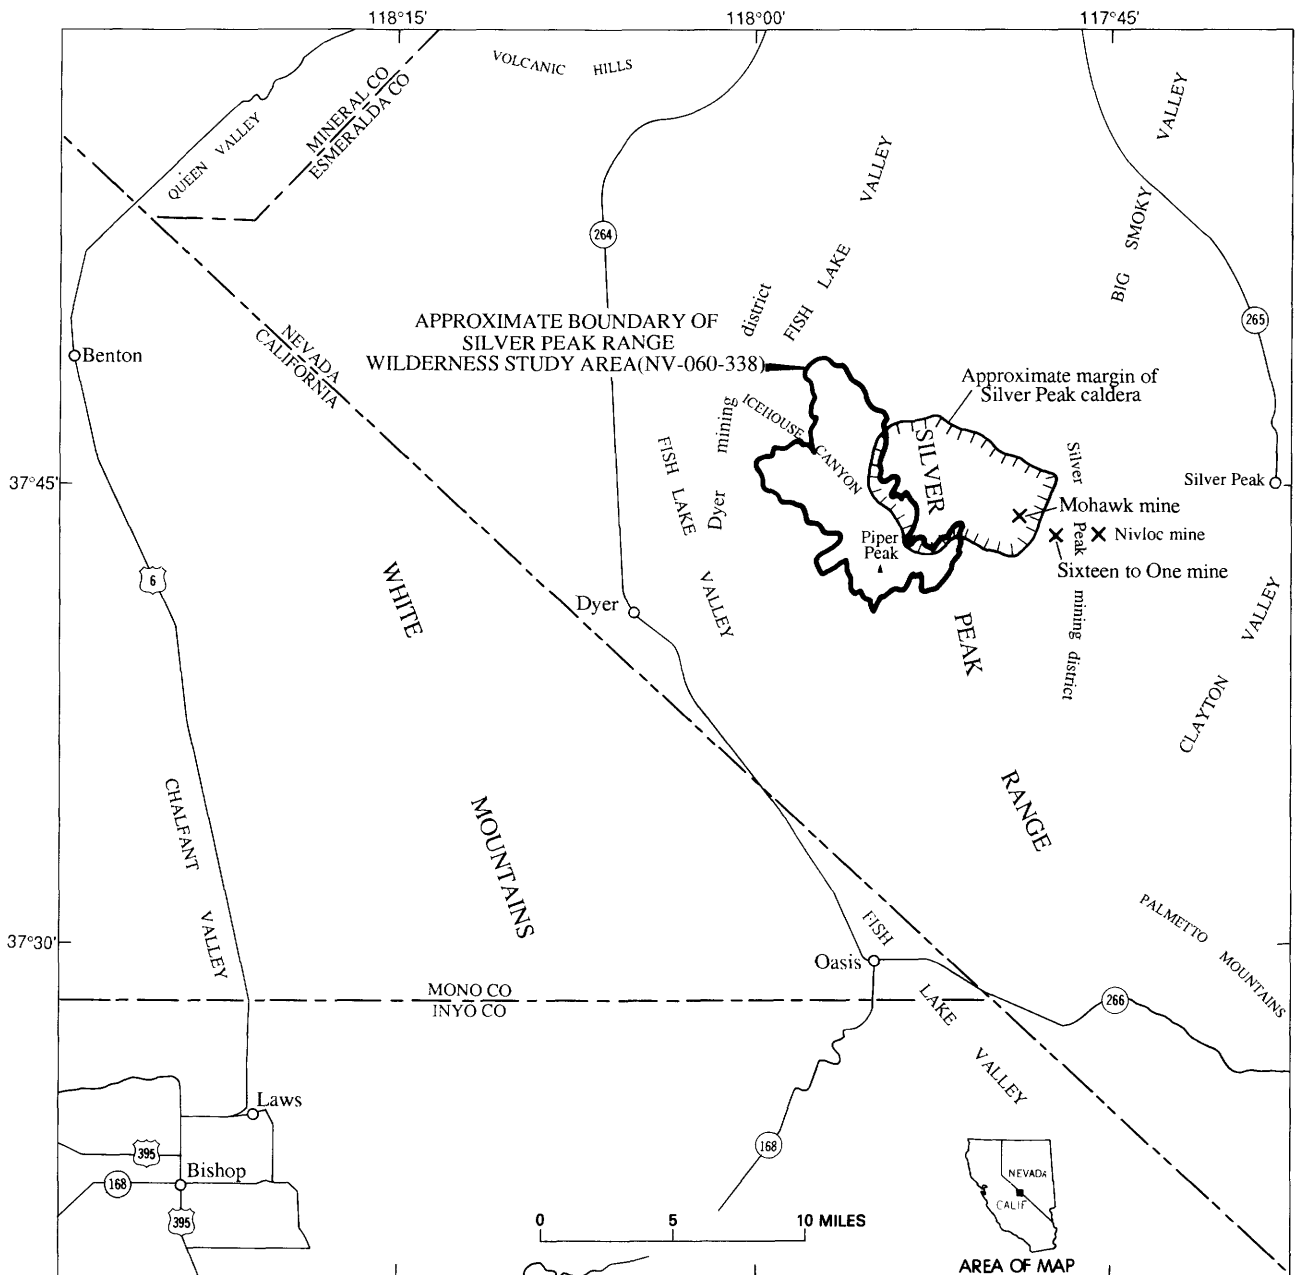 118°15'
118°00'
117°45'
VOLCANIC HILLS
MINERAL CO
ESMERALDA CO
QUEEN VALLEY
BIG SMOKY VALLEY
FISH LAKE VALLEY
264
265
NEVADA
CALIFORNIA
Benton
APPROXIMATE BOUNDARY OF
SILVER PEAK RANGE
WILDERNESS STUDY AREA(NV-060-338)
Dyer mining district
ICEHOUSE CANYON
Approximate margin of
Silver Peak caldera
FISH LAKE VALLEY
37°45'
Silver Peak
SILVER PEAK RANGE
Mohawk mine
Nivloc mine
Sixteen to One mine
Silver Peak mining district
Piper
Peak
6
WHITE MOUNTAINS
Dyer
CLAYTON VALLEY
CHALFANT VALLEY
PALMETTO MOUNTAINS
37°30'
FISH LAKE VALLEY
Oasis
MONO CO
INYO CO
266
Laws
395
168
Bishop
395
168
0 5 10 MILES
NEVADA
CALIF
AREA OF MAP